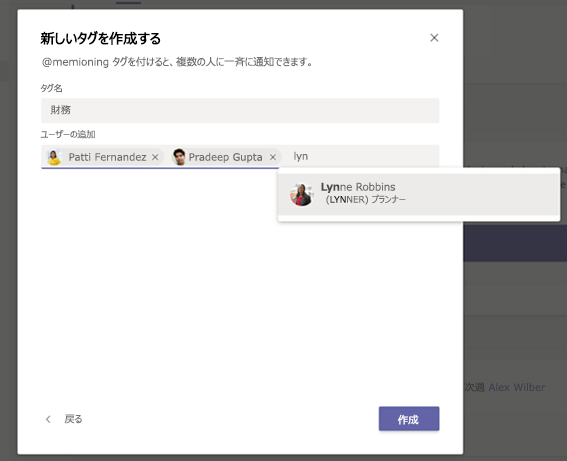 新しいタグを作成する
@memioning タグを付けると、複数の人に一斉に通知できます。
タグ名
財務
ユーザーの追加
Patti Fernandez × Pradeep Gupta × lyn
Lynne Robbins
(LYNNER) プランナー
次週 Alex Wilber
戻る
作成